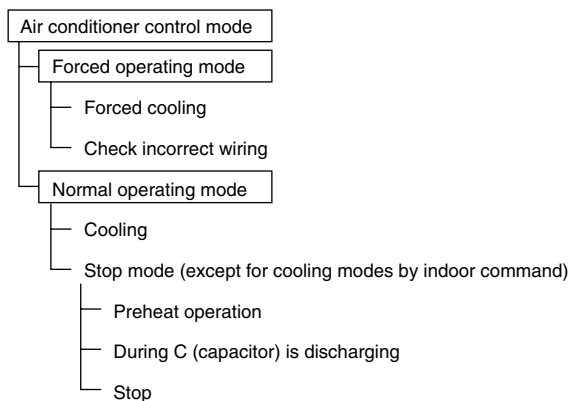 Air conditioner control mode
Forced operating mode
Forced cooling
Check incorrect wiring
Normal operating mode
Cooling
Stop mode (except for cooling modes by indoor command)
Preheat operation
During C (capacitor) is discharging
Stop